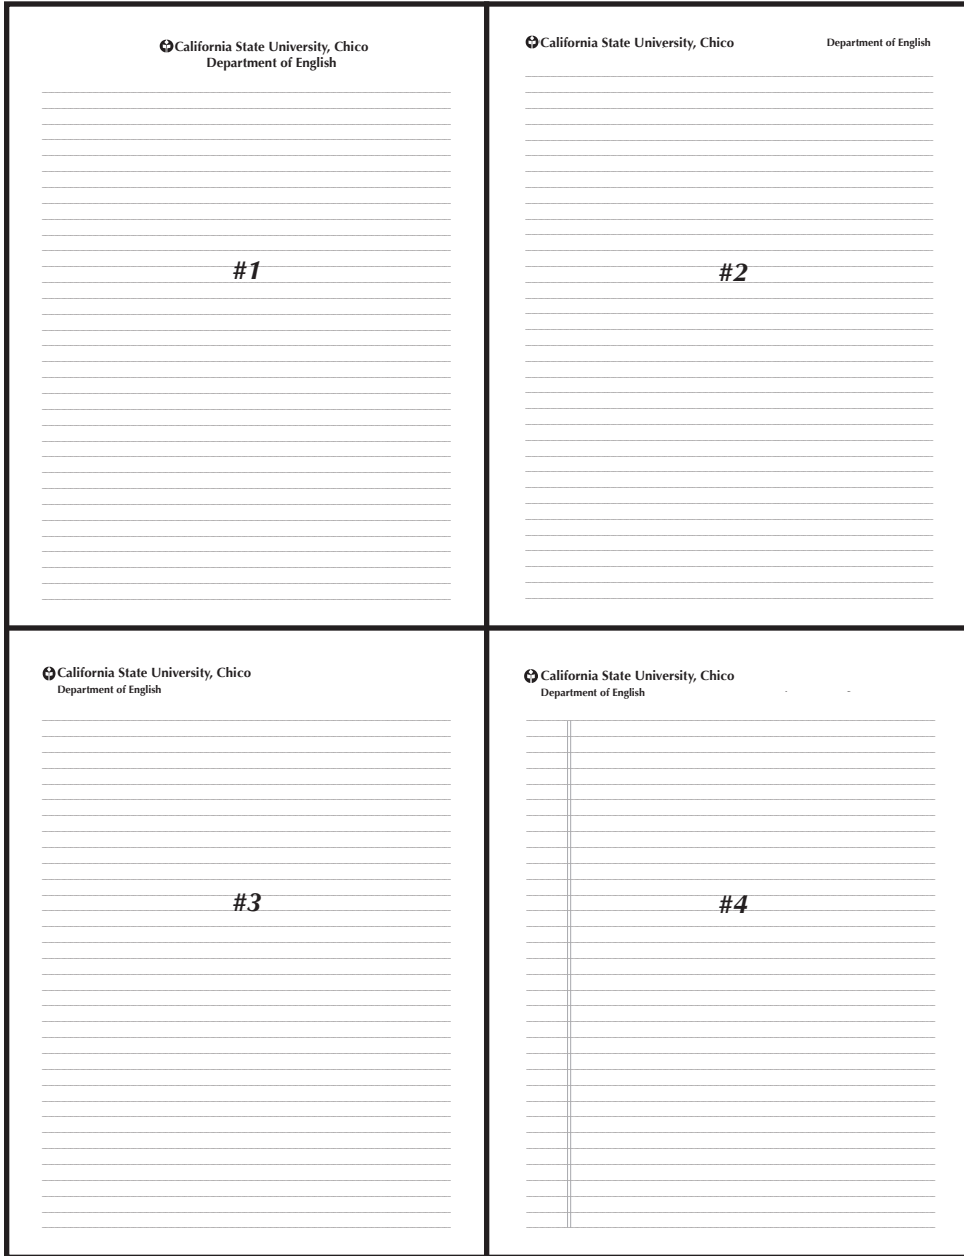 California State University, Chico
Department of English
#1
California State University, Chico Department of English
#2
California State University, Chico
Department of English
#3
California State University, Chico
Department of English
#4